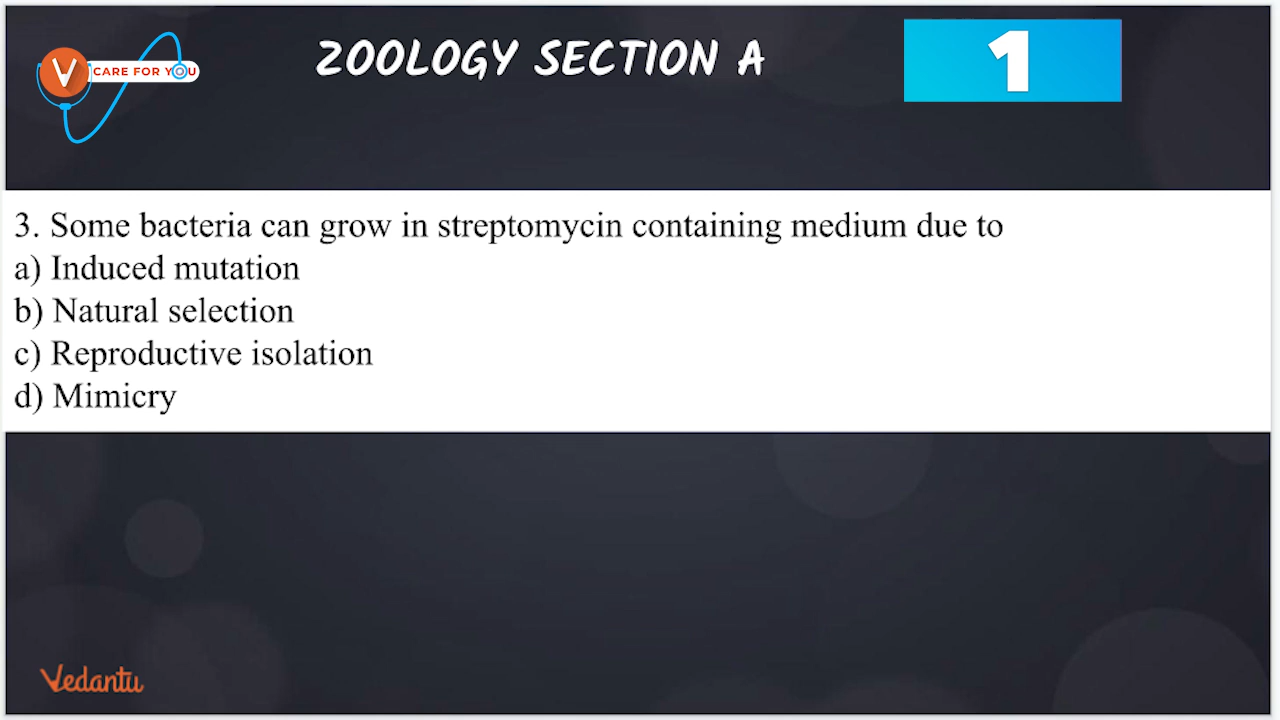 V CARE FOR YOU
ZOOLOGY SECTION A
1
3. Some bacteria can grow in streptomycin containing medium due to
a) Induced mutation
b) Natural selection
c) Reproductive isolation
d) Mimicry
Vedantu